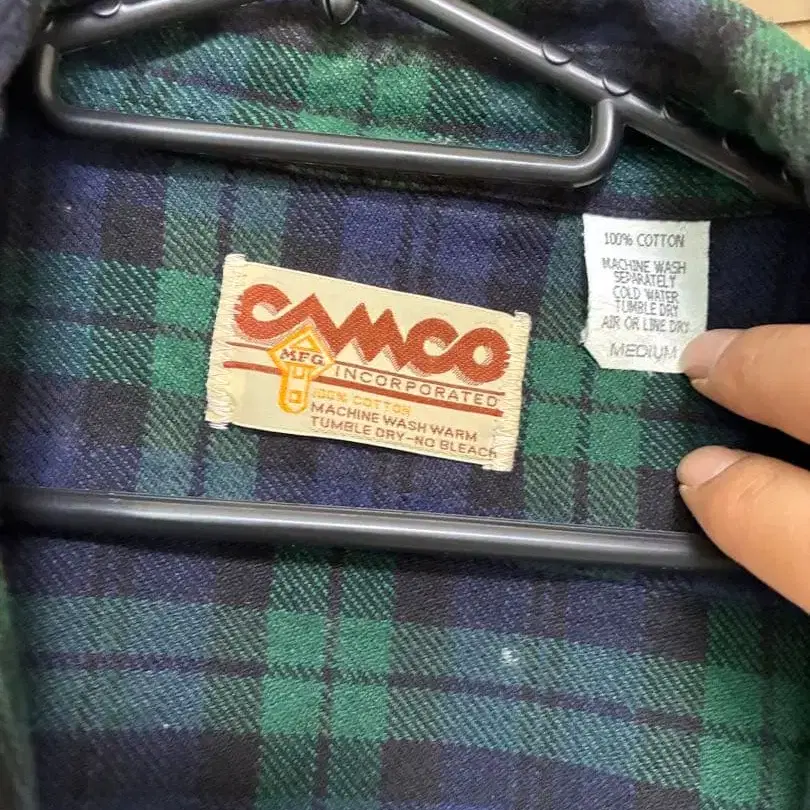 CAMCO
MFG
INCORPORATED
100% COTTON
MACHINE WASH WARM
TUMBLE DRY-NO BLEACH
100% COTTON
MACHINE WASH
SEPARATELY
COLD WATER
TUMBLE DRY
AIR OR LINE DRY
MEDIUM